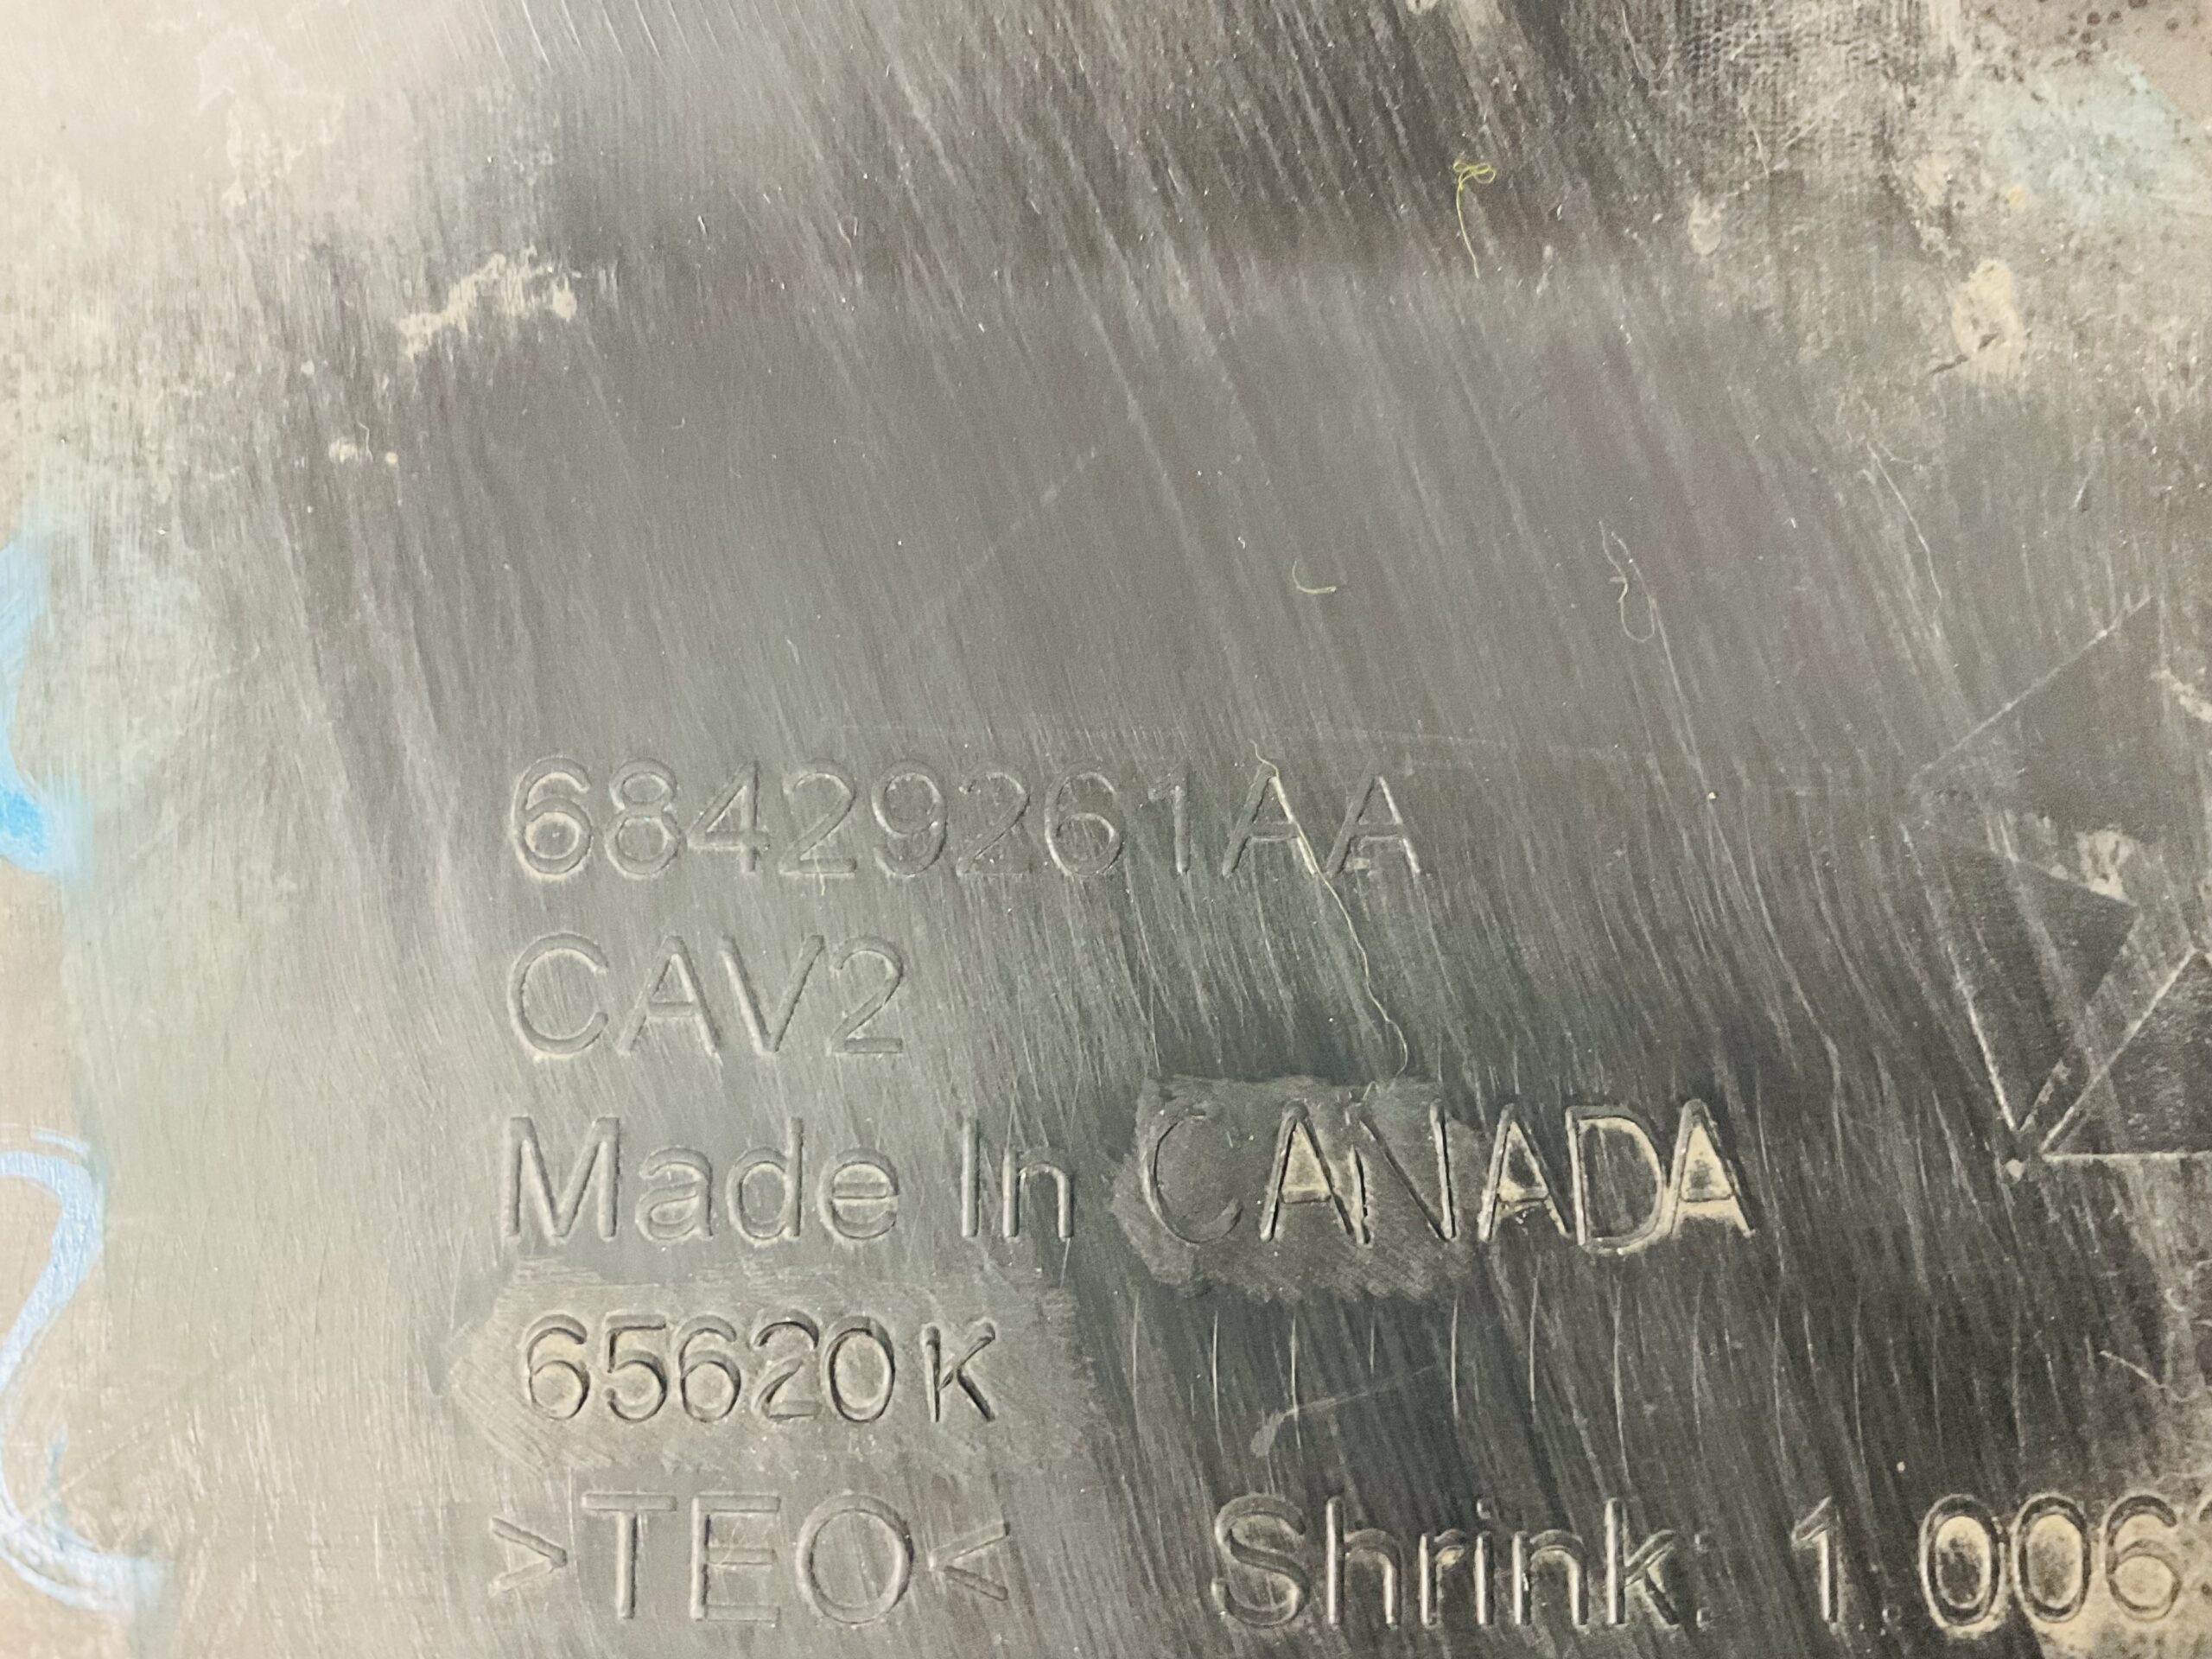 68429261AA
CAV2
Made In CANADA
65620K
>TEO< Shrink: 1.006